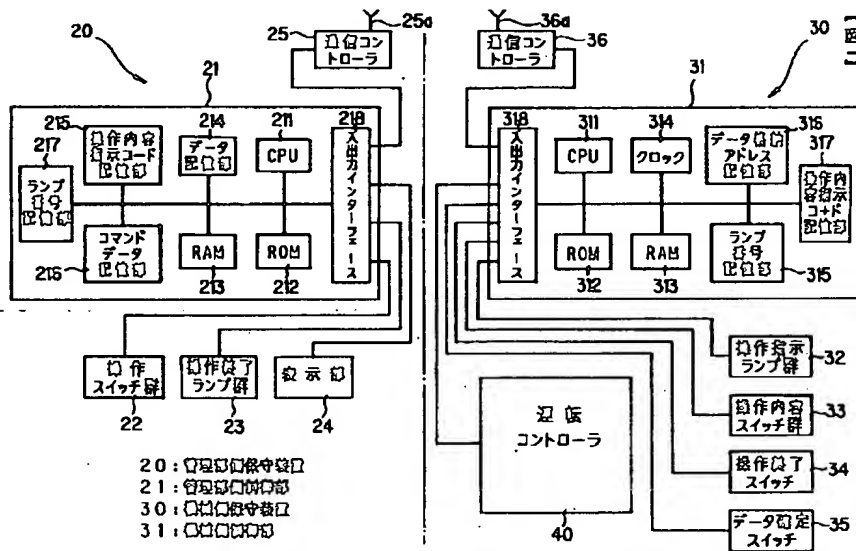 20
25
25a
通信コン
トローラ
21
215
操作内容
指示コード
記憶部
214
データ
記憶部
211
CPU
218
入出力インターフェース
217
ランプ
番号
記憶部
コマンド
データ
記憶部
216
RAM
213
ROM
212
操作
スイッチ群
22
操作終了
ランプ群
23
表示部
24
20:
21:
30:
31:
36a
36
通信コン
トローラ
30
31
318
入出力インターフェース
311
CPU
314
クロック
316
データ格納
アドレス
記憶部
317
操作内
容指示
コード
記憶部
ROM
312
RAM
313
ランプ
番号
記憶部
315
操作指示
ランプ群
32
操作内容
スイッチ群
33
操作終了
スイッチ
34
データ設定
スイッチ
35
運転
コントローラ
40